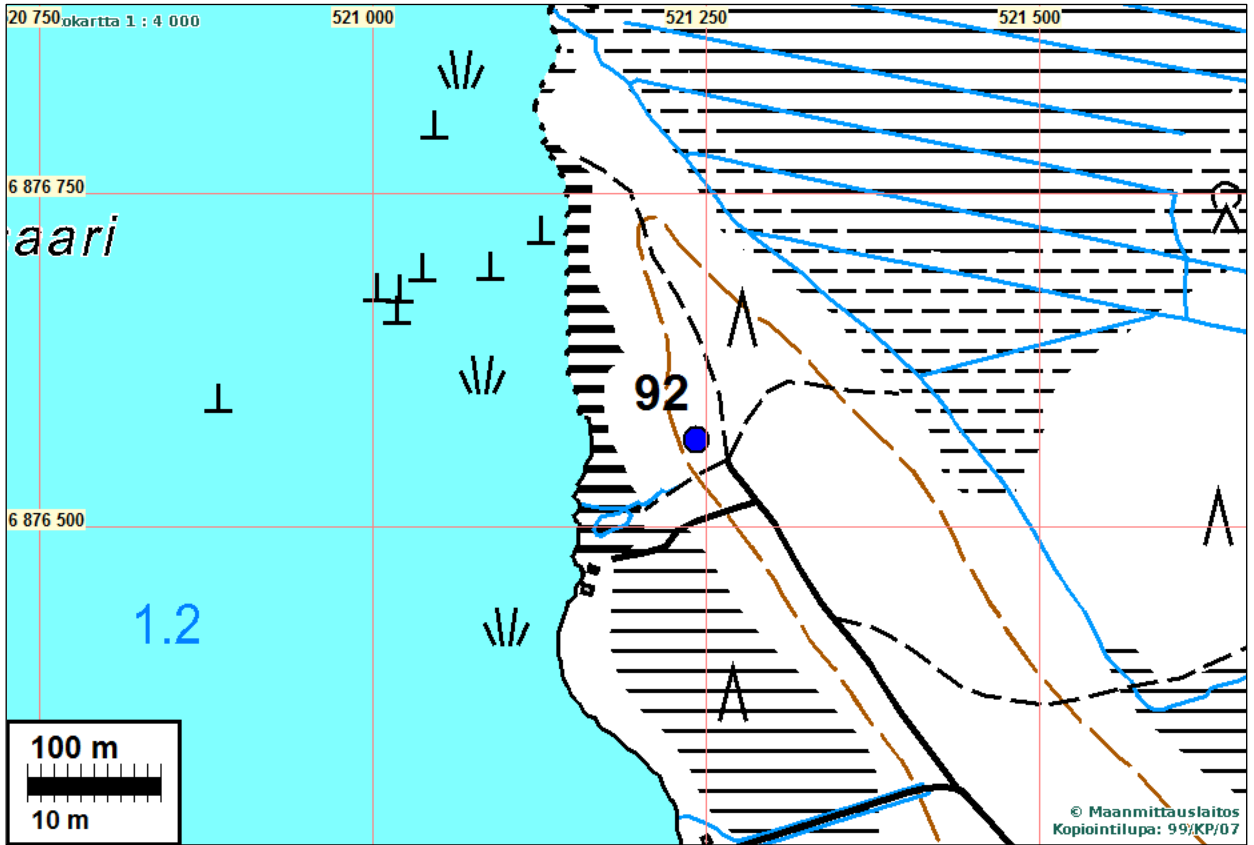 20 750
521 000
521 250
521 500
okartta 1 : 4 000
6 876 750
aari
92
6 876 500
1.2
100 m
10 m
© Maanmittauslaitos
Kopiointilupa: 99/KP/07